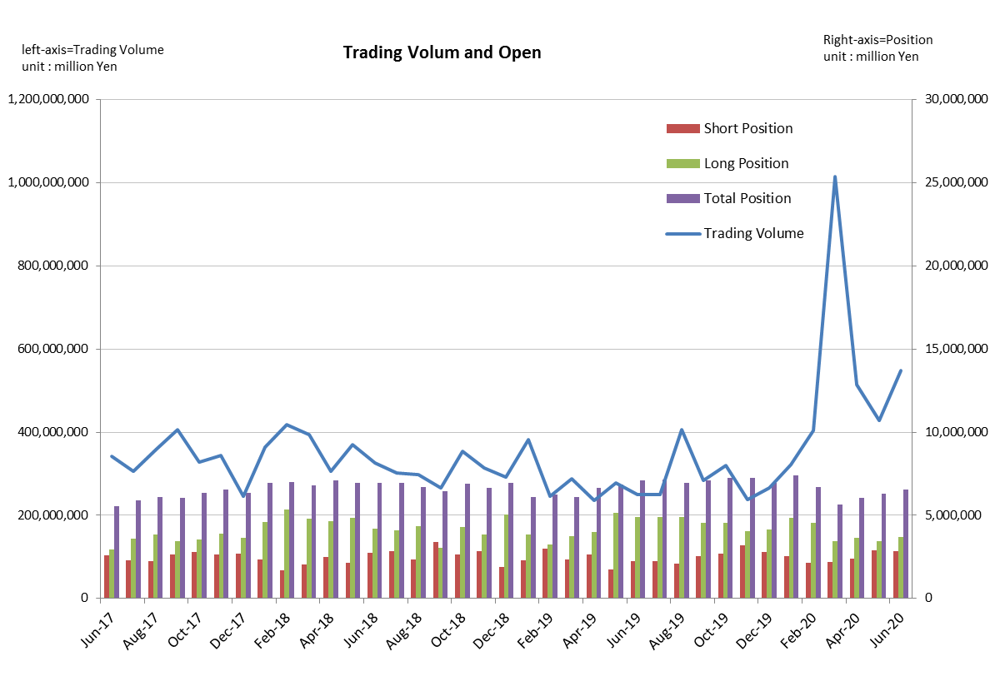 left-axis=Trading Volume
unit : million Yen
Trading Volum and Open
Right-axis=Position
unit : million Yen
1,200,000,000
1,000,000,000
800,000,000
600,000,000
400,000,000
200,000,000
0
30,000,000
25,000,000
20,000,000
15,000,000
10,000,000
5,000,000
0
Short Position
Long Position
Total Position
Trading Volume
Jun-17
Aug-17
Oct-17
Dec-17
Feb-18
Apr-18
Jun-18
Aug-18
Oct-18
Dec-18
Feb-19
Apr-19
Jun-19
Aug-19
Oct-19
Dec-19
Feb-20
Apr-20
Jun-20